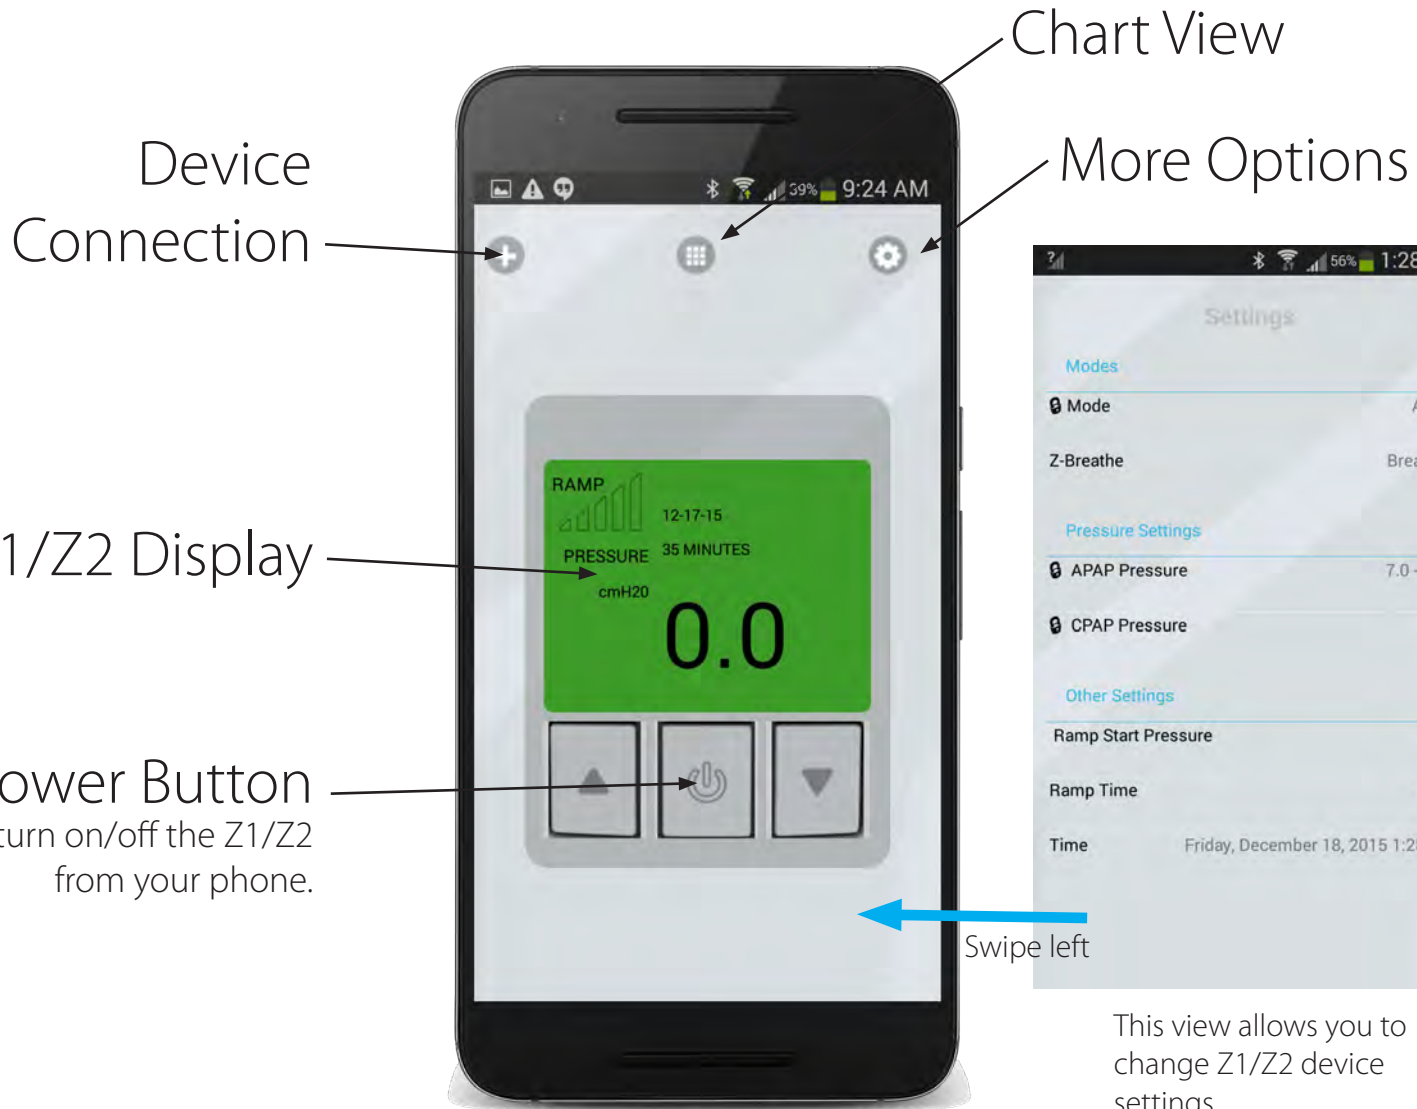 Chart View
Device
Connection
More Options
39% 9:24 AM
56% 1:28
Settings
Modes
Mode
Z-Breathe
Pressure Settings
APAP Pressure 7.0
CPAP Pressure
Other Settings
Ramp Start Pressure
Ramp Time
Time Friday, December 18, 2015
RAMP
12-17-15
PRESSURE 35 MINUTES
cmH20
0.0
1/Z2 Display
ower Button
turn on/off the Z1/Z2
from your phone.
Swipe left
This view allows you to
change Z1/Z2 device
settings